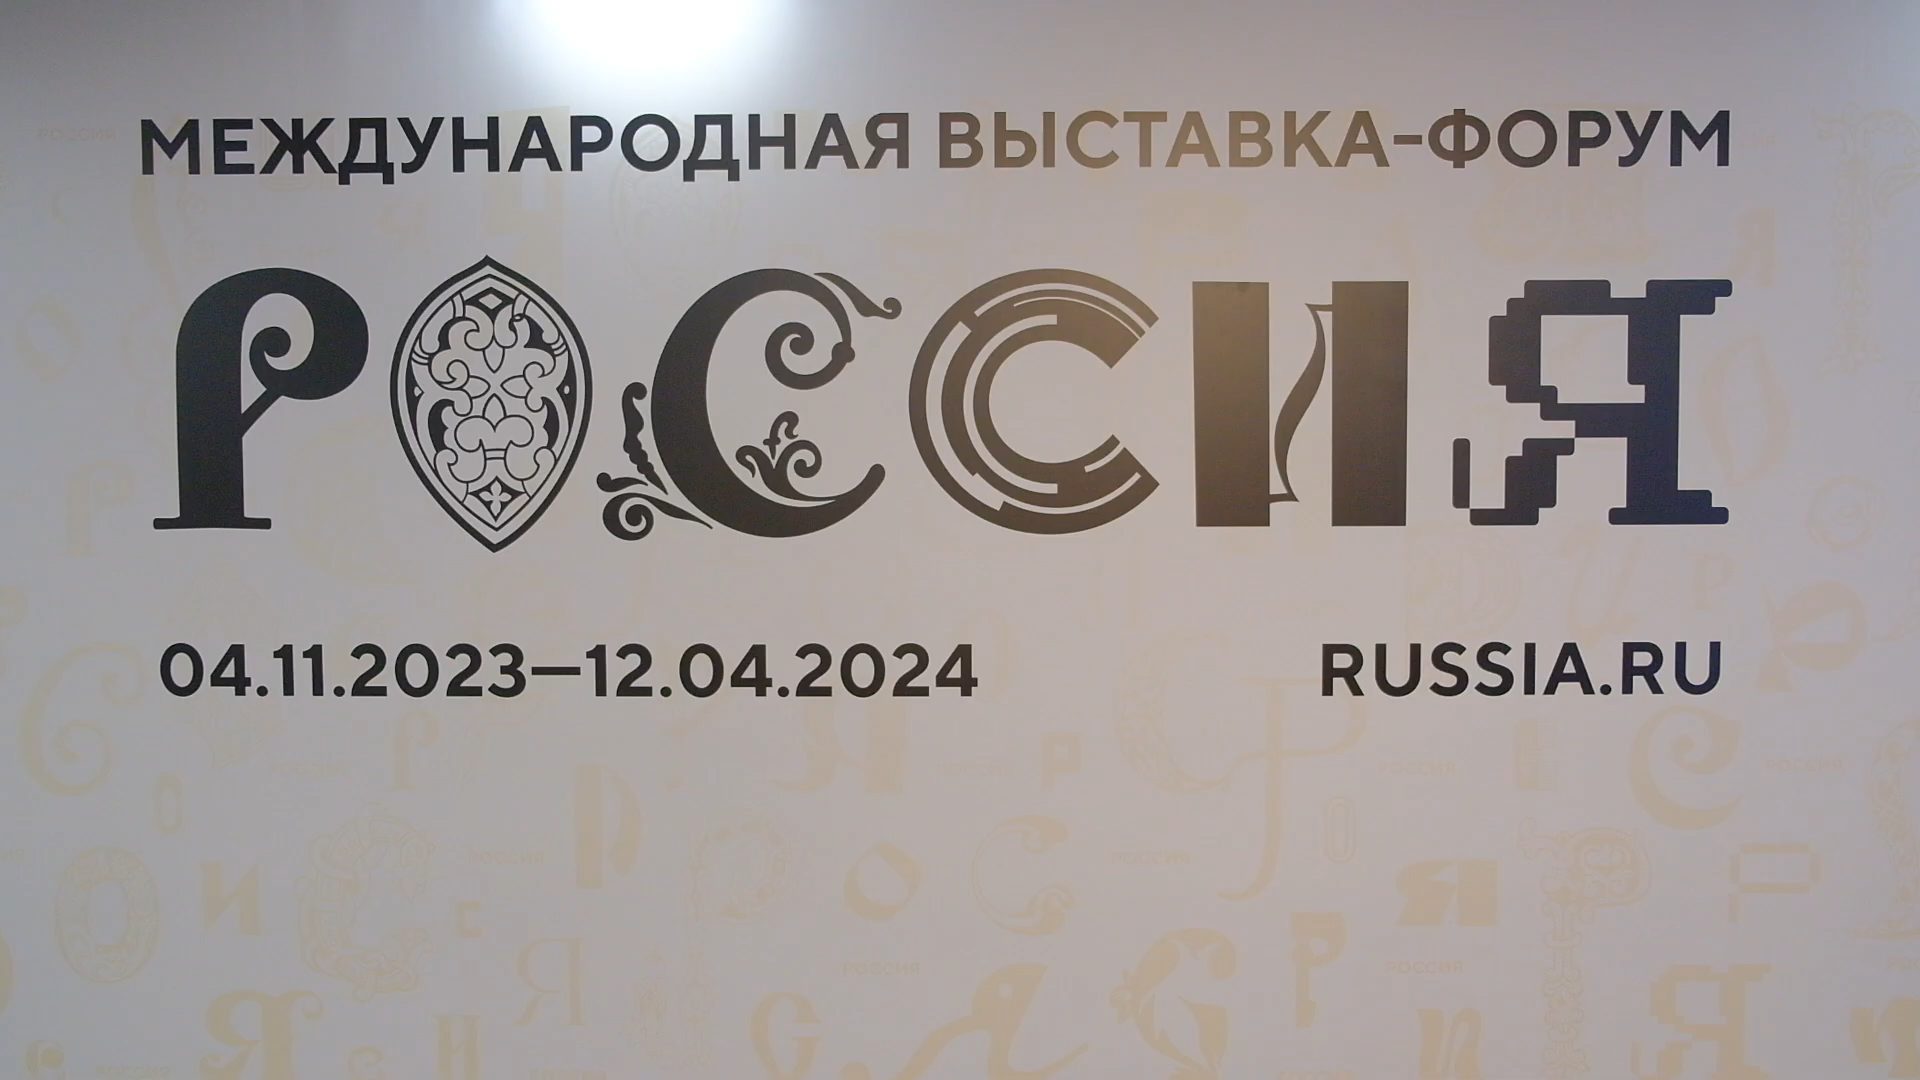 МЕЖДУНАРОДНАЯ ВЫСТАВКА-ФОРУМ
РОССИЯ
04.11.2023—12.04.2024 RUSSIA.RU